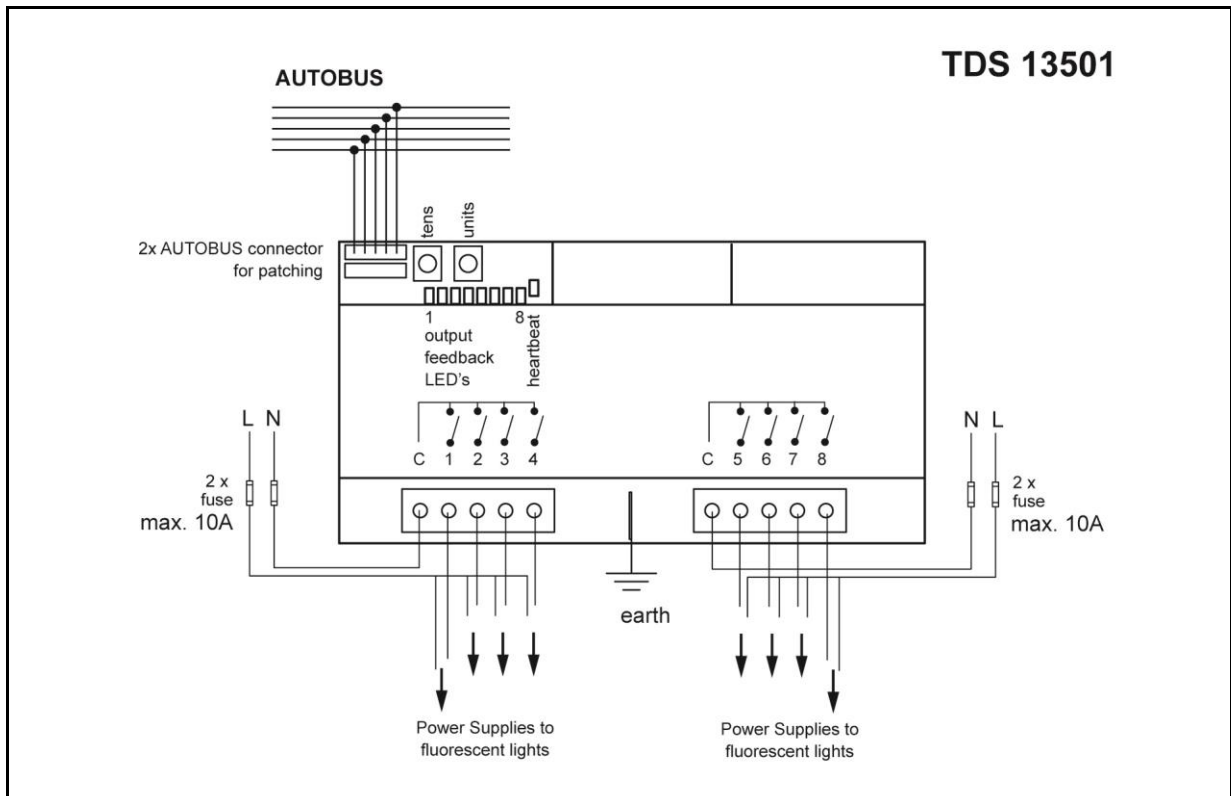 TDS 13501
AUTOBUS
tens
units
2x AUTOBUS connector
for patching
1
8
output
feedback
LED's
heartbeat
L N
N L
C 1 2 3 4
C 5 6 7 8
2 x
fuse
max. 10A
2 x
fuse
max. 10A
earth
Power Supplies to
fluorescent lights
Power Supplies to
fluorescent lights